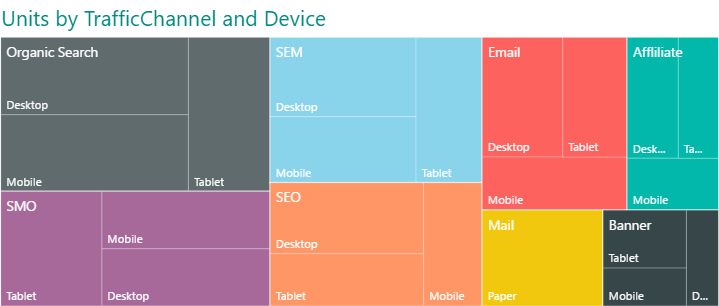 Units by TrafficChannel and Device
Organic Search
Desktop
Mobile
Tablet
SEM
Desktop
Mobile
Tablet
Email
Desktop
Tablet
Mobile
Affliliate
Desk...
Ta...
Mobile
SMO
Tablet
Mobile
Desktop
SEO
Desktop
Tablet
Mobile
Mail
Paper
Banner
Tablet
Mobile
D...